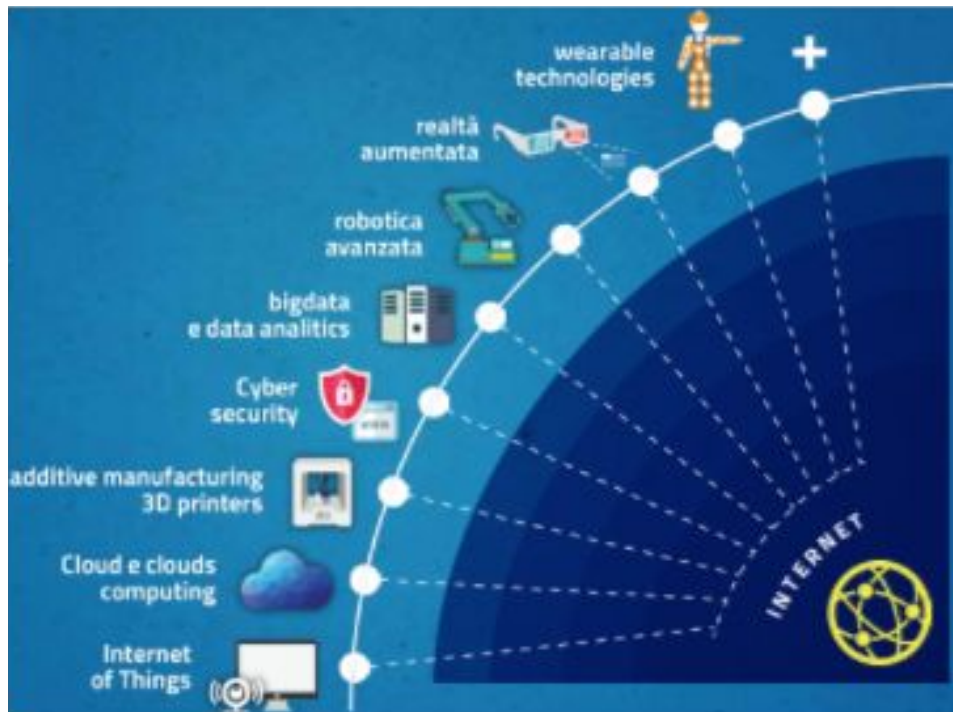 wearable
technologies
+
realtà
aumentata
robotica
avanzata
bigdata
e data analitics
Cyber
security
additive manufacturing
3D printers
Cloud e clouds
computing
Internet
of Things
INTERNET